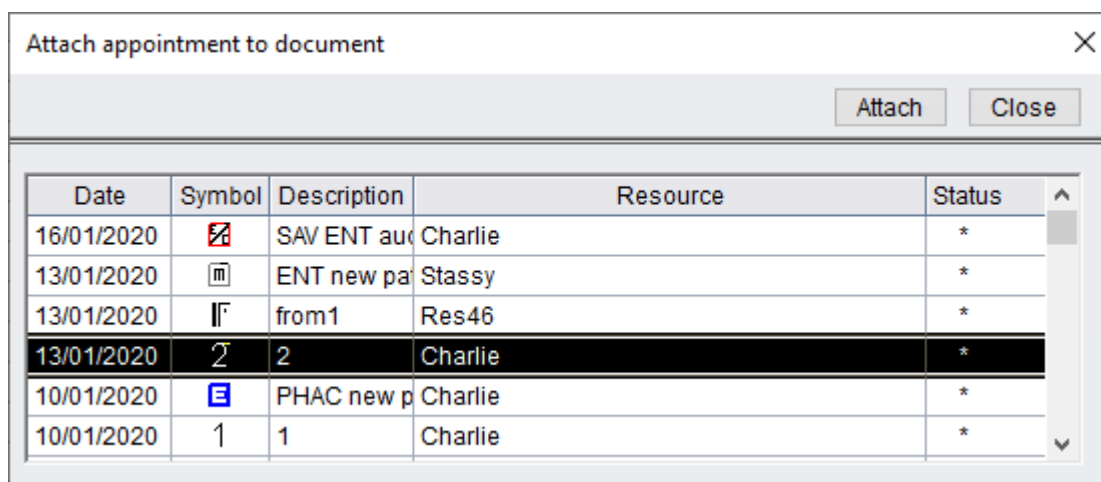 Attach appointment to document
Attach Close
Date Symbol Description Resource Status
16/01/2020 SAV ENT Charlie *
13/01/2020 m ENT new Stassy *
13/01/2020 from1 Res46 *
13/01/2020 2 2 Charlie *
10/01/2020 E PHAC new p Charlie *
10/01/2020 1 1 Charlie *